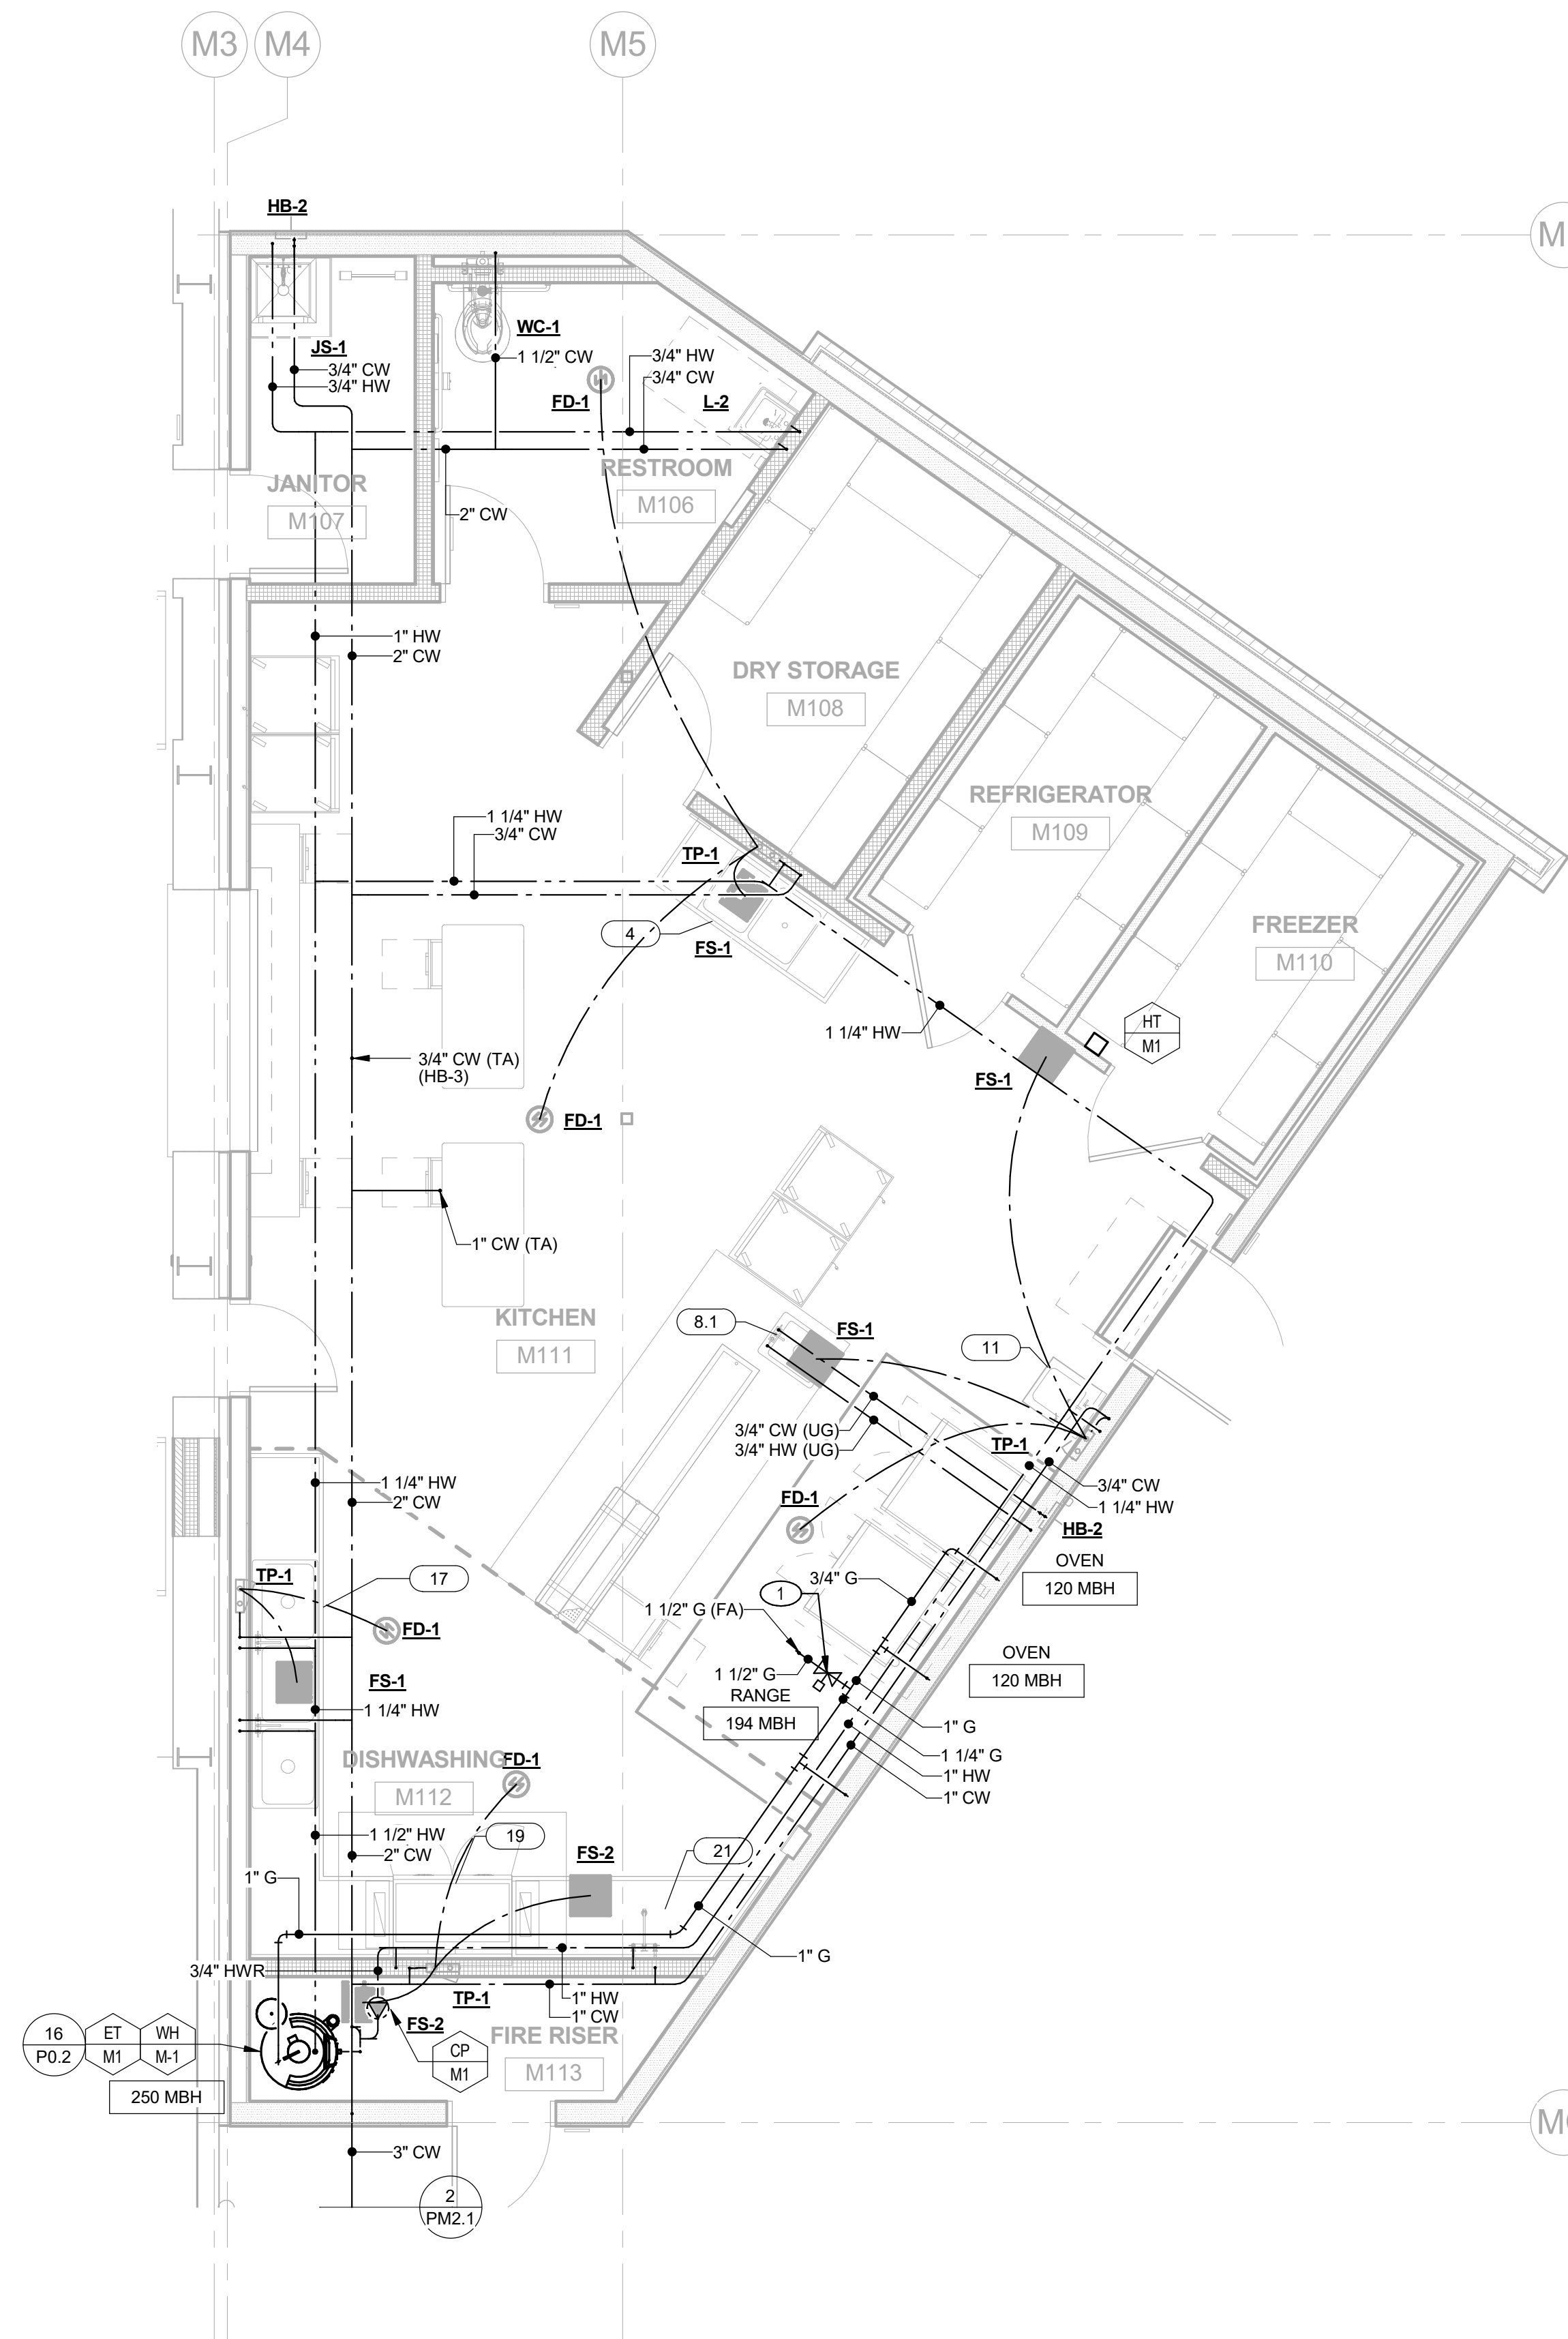 M3
M4
M5
M
HB-2
JS-1
3/4" CW
3/4" HW
WC-1
1 1/2" CW
3/4" HW
3/4" CW
FD-1
L-2
JANITOR
M107
RESTROOM
M106
2" CW
1" HW
2" CW
DRY STORAGE
M108
REFRIGERATOR
M109
FREEZER
M110
1 1/4" HW
3/4" CW
TP-1
4
FS-1
1 1/4" HW
HT
M1
FS-1
3/4" CW (TA)
(HB-3)
FD-1
1" CW (TA)
KITCHEN
M111
8.1
FS-1
11
3/4" CW (UG)
3/4" HW (UG)
TP-1
3/4" CW
1 1/4" HW
1 1/4" HW
2" CW
FD-1
HB-2
OVEN
120 MBH
TP-1
17
3/4" G
1
1 1/2" G (FA)
FD-1
OVEN
120 MBH
1 1/2" G
RANGE
194 MBH
FS-1
1 1/4" HW
1" G
1 1/4" G
1" HW
1" CW
DISHWASHING
M112
FD-1
1 1/2" HW
2" CW
19
FS-2
21
1" G
1" G
3/4" HWR
1" HW
1" CW
TP-1
FS-2
FIRE RISER
M113
16
P0.2
ET
M1
WH
M-1
250 MBH
CP
M1
3" CW
2
PM2.1